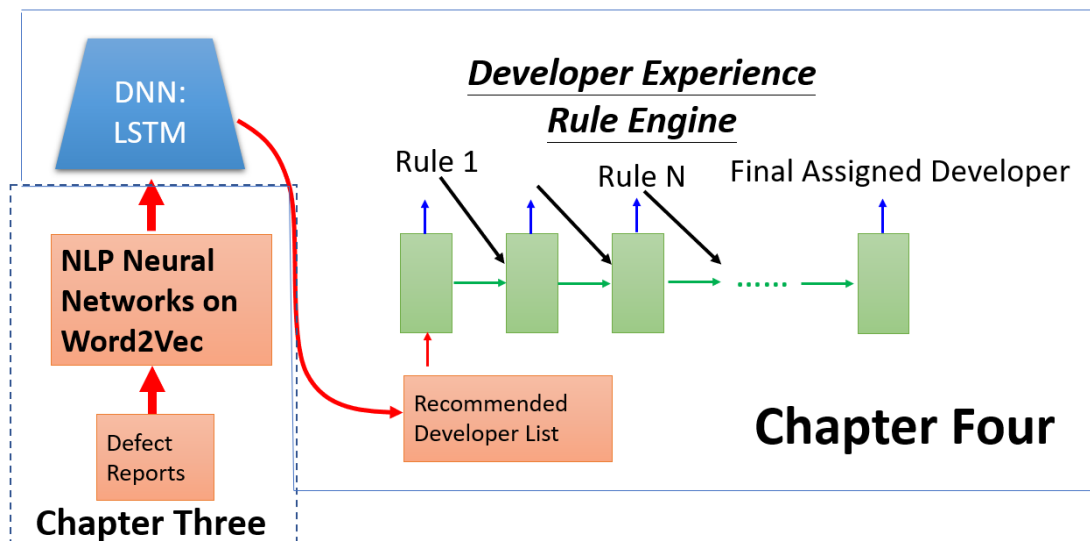 DNN:
LSTM
Developer Experience
Rule Engine
Rule 1
Rule N
Final Assigned Developer
NLP Neural
Networks on
Word2Vec
......
Recommended
Developer List
Defect
Reports
Chapter Four
Chapter Three